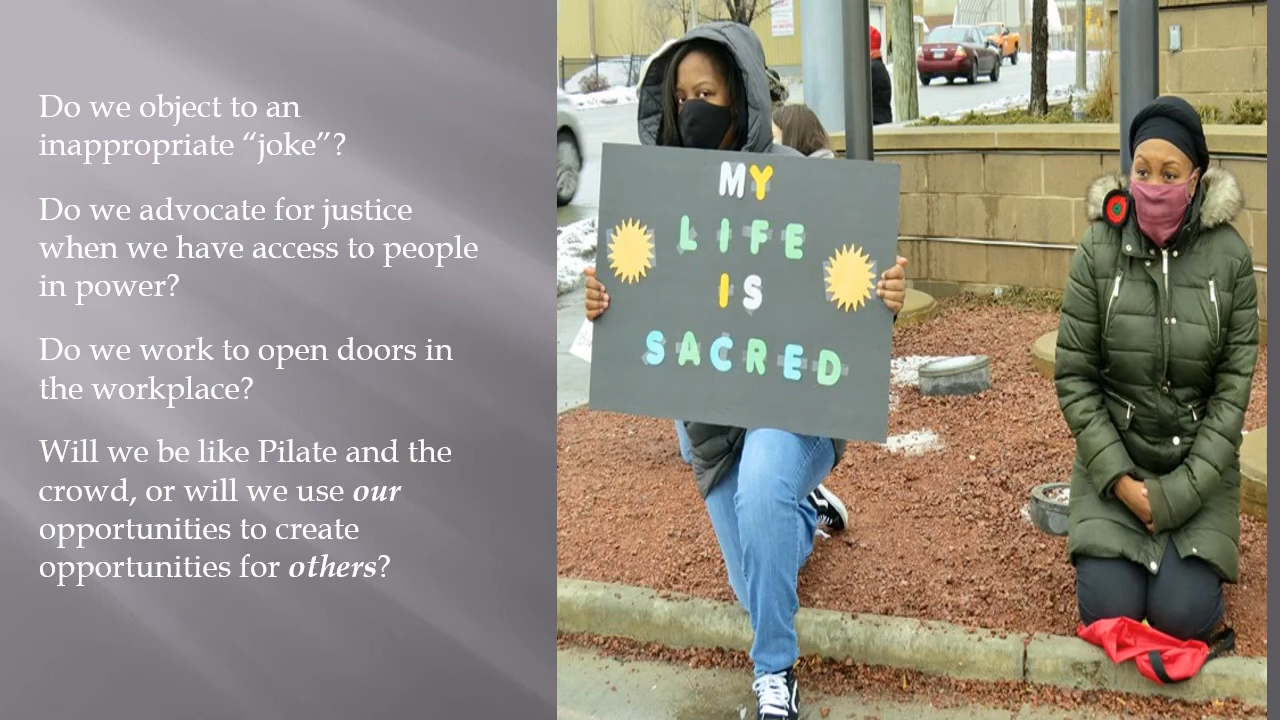 Do we object to an
inappropriate “joke”?
Do we advocate for justice
when we have access to people
in power?
Do we work to open doors in
the workplace?
Will we be like Pilate and the
crowd, or will we use our
opportunities to create
opportunities for others?
MY
LIFE
IS
SACRED